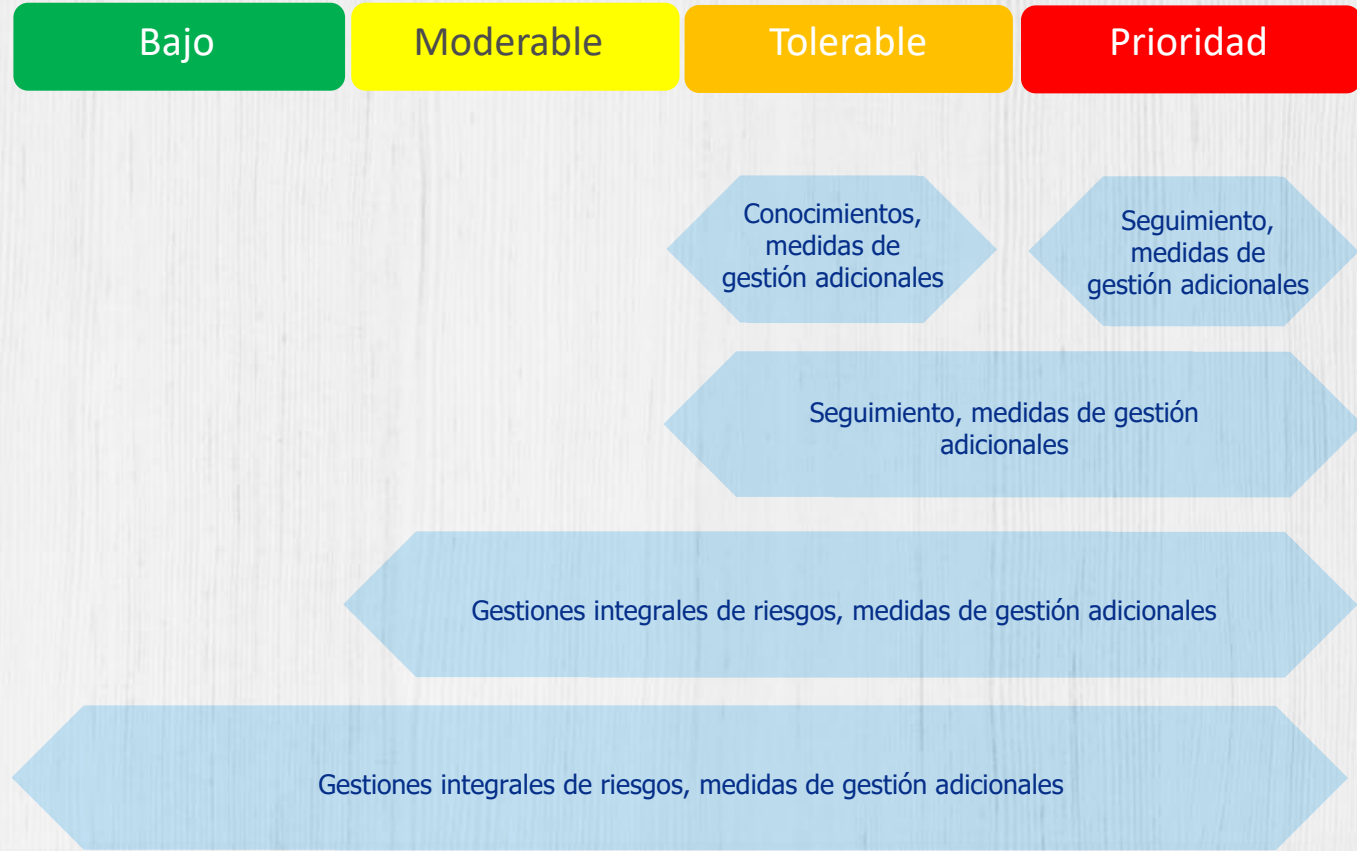 Bajo
Moderable
Tolerable
Prioridad
Conocimientos,
medidas de
gestión adicionales
Seguimiento,
medidas de
gestión adicionales
Seguimiento, medidas de gestión
adicionales
Gestiones integrales de riesgos, medidas de gestión adicionales
Gestiones integrales de riesgos, medidas de gestión adicionales